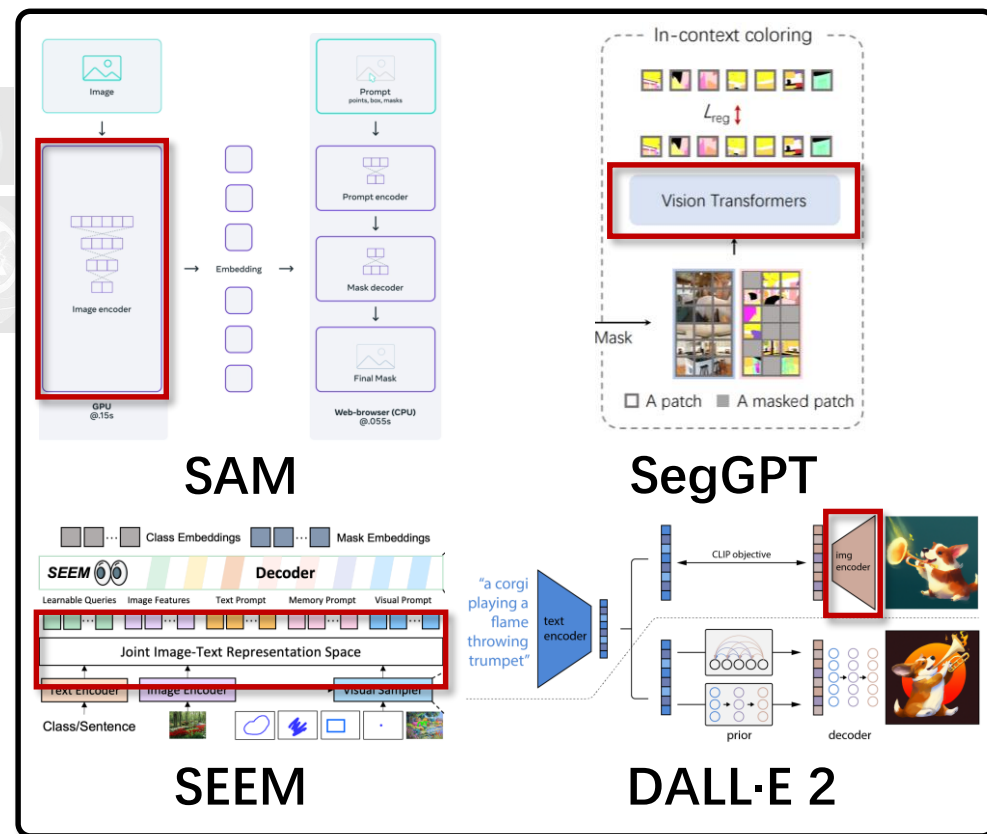 Image
Image encoder
GPU
@.15s
Embedding
Prompt
points, box, masks
Prompt encoder
Mask decoder
Final Mask
Web-browser (CPU)
@.055s
SAM
In-context coloring
Lreg
Vision Transformers
Mask
A patch
A masked patch
SegGPT
Class Embeddings
Mask Embeddings
SEEM
Decoder
Learnable Queries
Image Features
Text Prompt
Memory Prompt
Visual Prompt
Joint Image-Text Representation Space
Text Encoder
Image Encoder
Visual Sampler
Class/Sentence
SEEM
"a corgi
playing a
flame
throwing
trumpet"
text
encoder
CLIP objective
img
encoder
prior
decoder
DALL·E 2